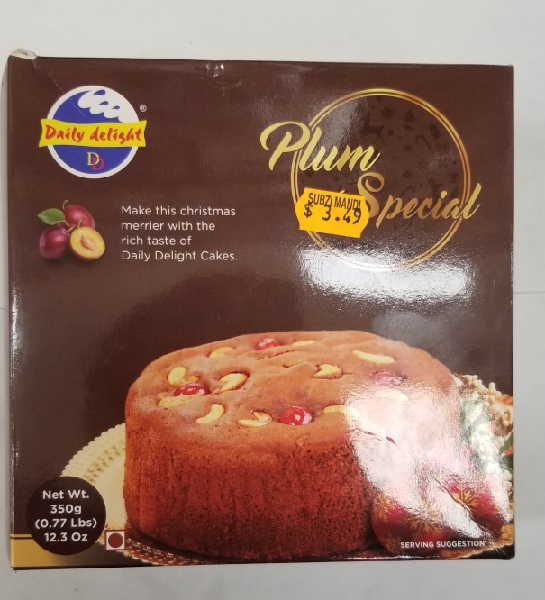 Daily delight
®
DD
Plum
Special
SUBZI MANDI
$ 3.49
Make this christmas
merrier with the
rich taste of
Daily Delight Cakes.
Net Wt.
350g
(0.77 Lbs)
12.3 Oz
SERVING SUGGESTION